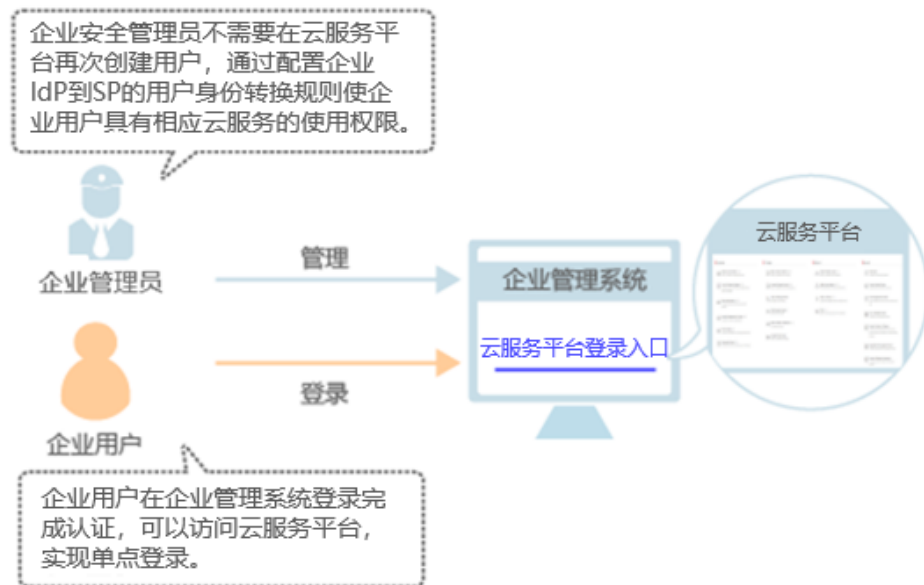 企业安全管理员不需要在云服务平
台再次创建用户，通过配置企业
IdP到SP的用户身份转换规则使企
业用户具有相应云服务的使用权限。
企业管理员
管理
企业管理系统
云服务平台
云服务平台登录入口
登录
企业用户
企业用户在企业管理系统登录完
成认证，可以访问云服务平台，
实现单点登录。